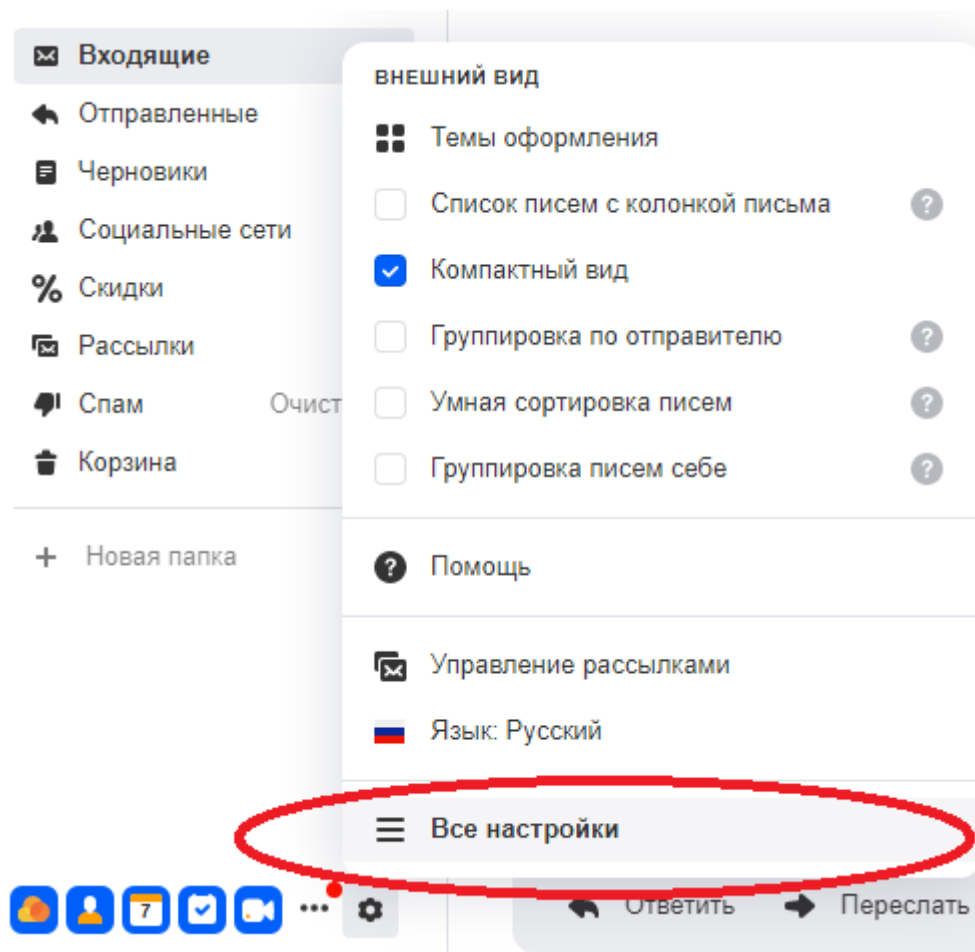 Входящие
Отправленные
Черновики
Социальные сети
Скидки
Рассылки
Спам
Корзина
Новая папка
ВНЕШНИЙ ВИД
Темы оформления
Список писем с колонкой письма ?
Компактный вид
Группировка по отправителю ?
Умная сортировка писем ?
Группировка писем себе ?
? Помощь
Управление рассылками
Язык: Русский
Все настройки
7
Ответить
Переслать